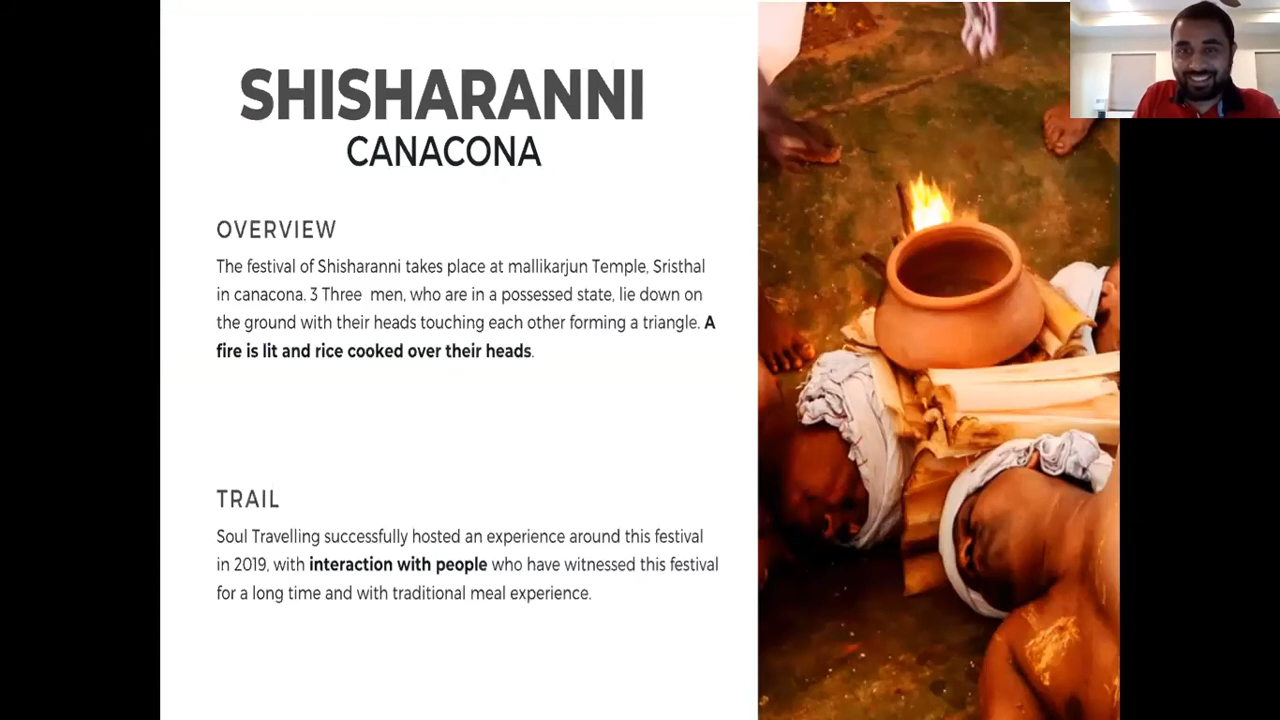 SHISHARANNI
CANACONA
OVERVIEW
The festival of Shisharanni takes place at mallikarjun Temple, Sristhal
in canacona. 3 Three men, who are in a possessed state, lie down on
the ground with their heads touching each other forming a triangle. A
fire is lit and rice cooked over their heads.
TRAIL
Soul Travelling successfully hosted an experience around this festival
in 2019, with interaction with people who have witnessed this festival
for a long time and with traditional meal experience.